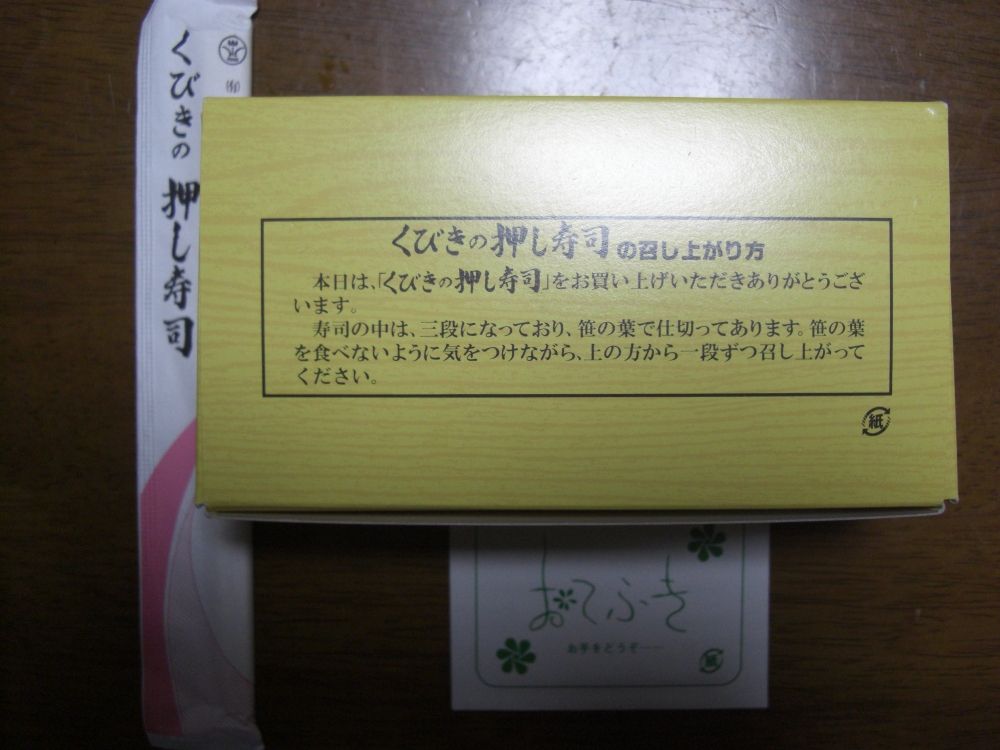 くびきの押し寿司
くびきの押し寿司の召し上がり方
本日は、「くびきの押し寿司」をお買い上げいただきありがとうござ
います。
寿司の中は、三段になっており、笹の葉で仕切ってあります。笹の葉
を食べないように気をつけながら、上の方から一段ずつ召し上がって
ください。
紙
おてふき
お手をどうぞ──
紙